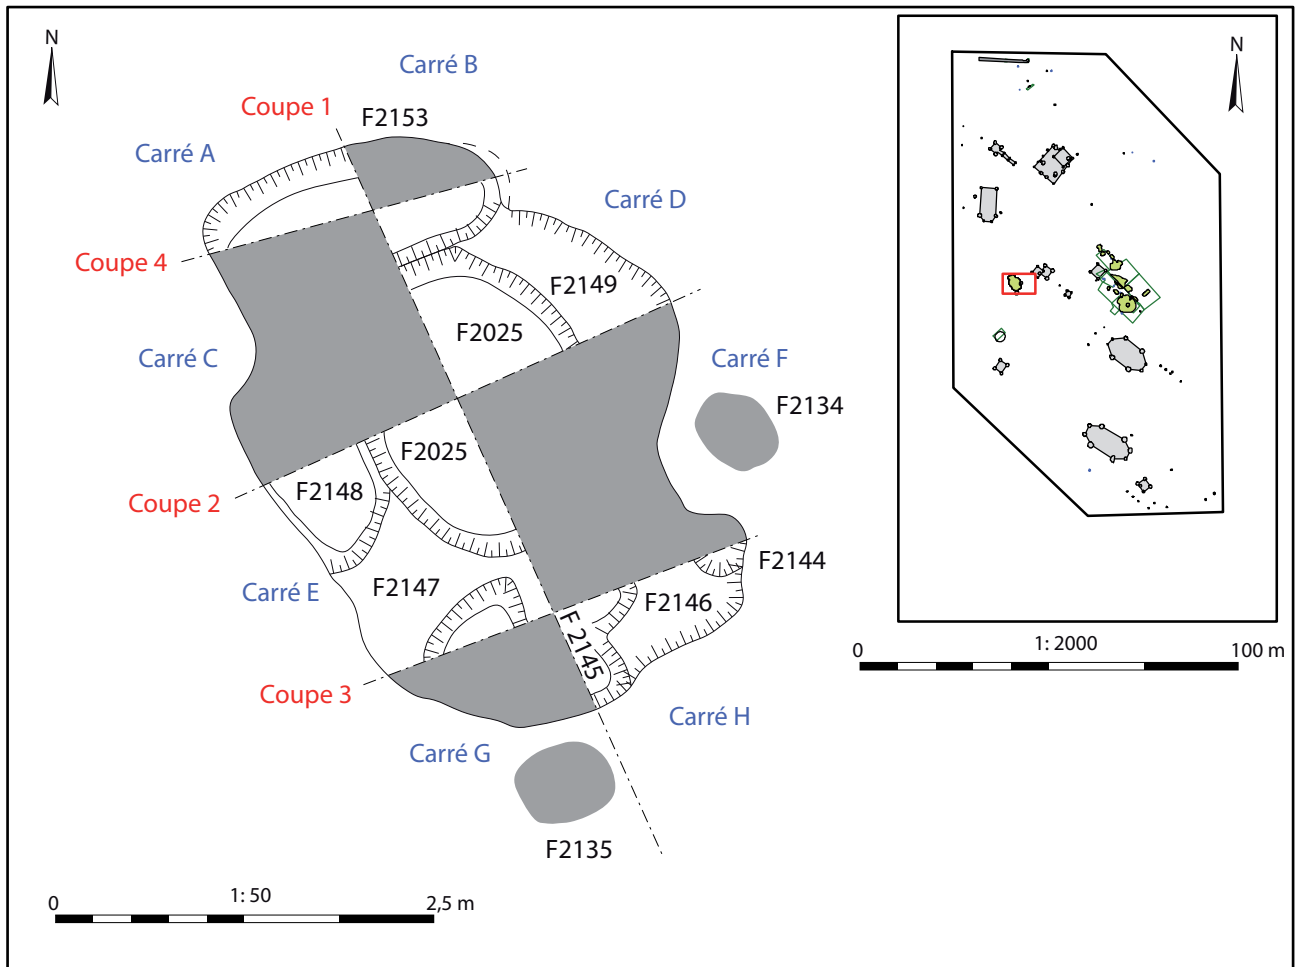 N
Carré B
Coupe 1
F2153
Carré A
Carré D
Coupe 4
F2149
F2025
Carré C
Carré F
F2134
F2025
F2148
Coupe 2
F2144
F2147
Carré E
F2146
F 2145
Coupe 3
Carré H
Carré G
F2135
0
1: 50
2,5 m
N
0
1: 2000
100 m